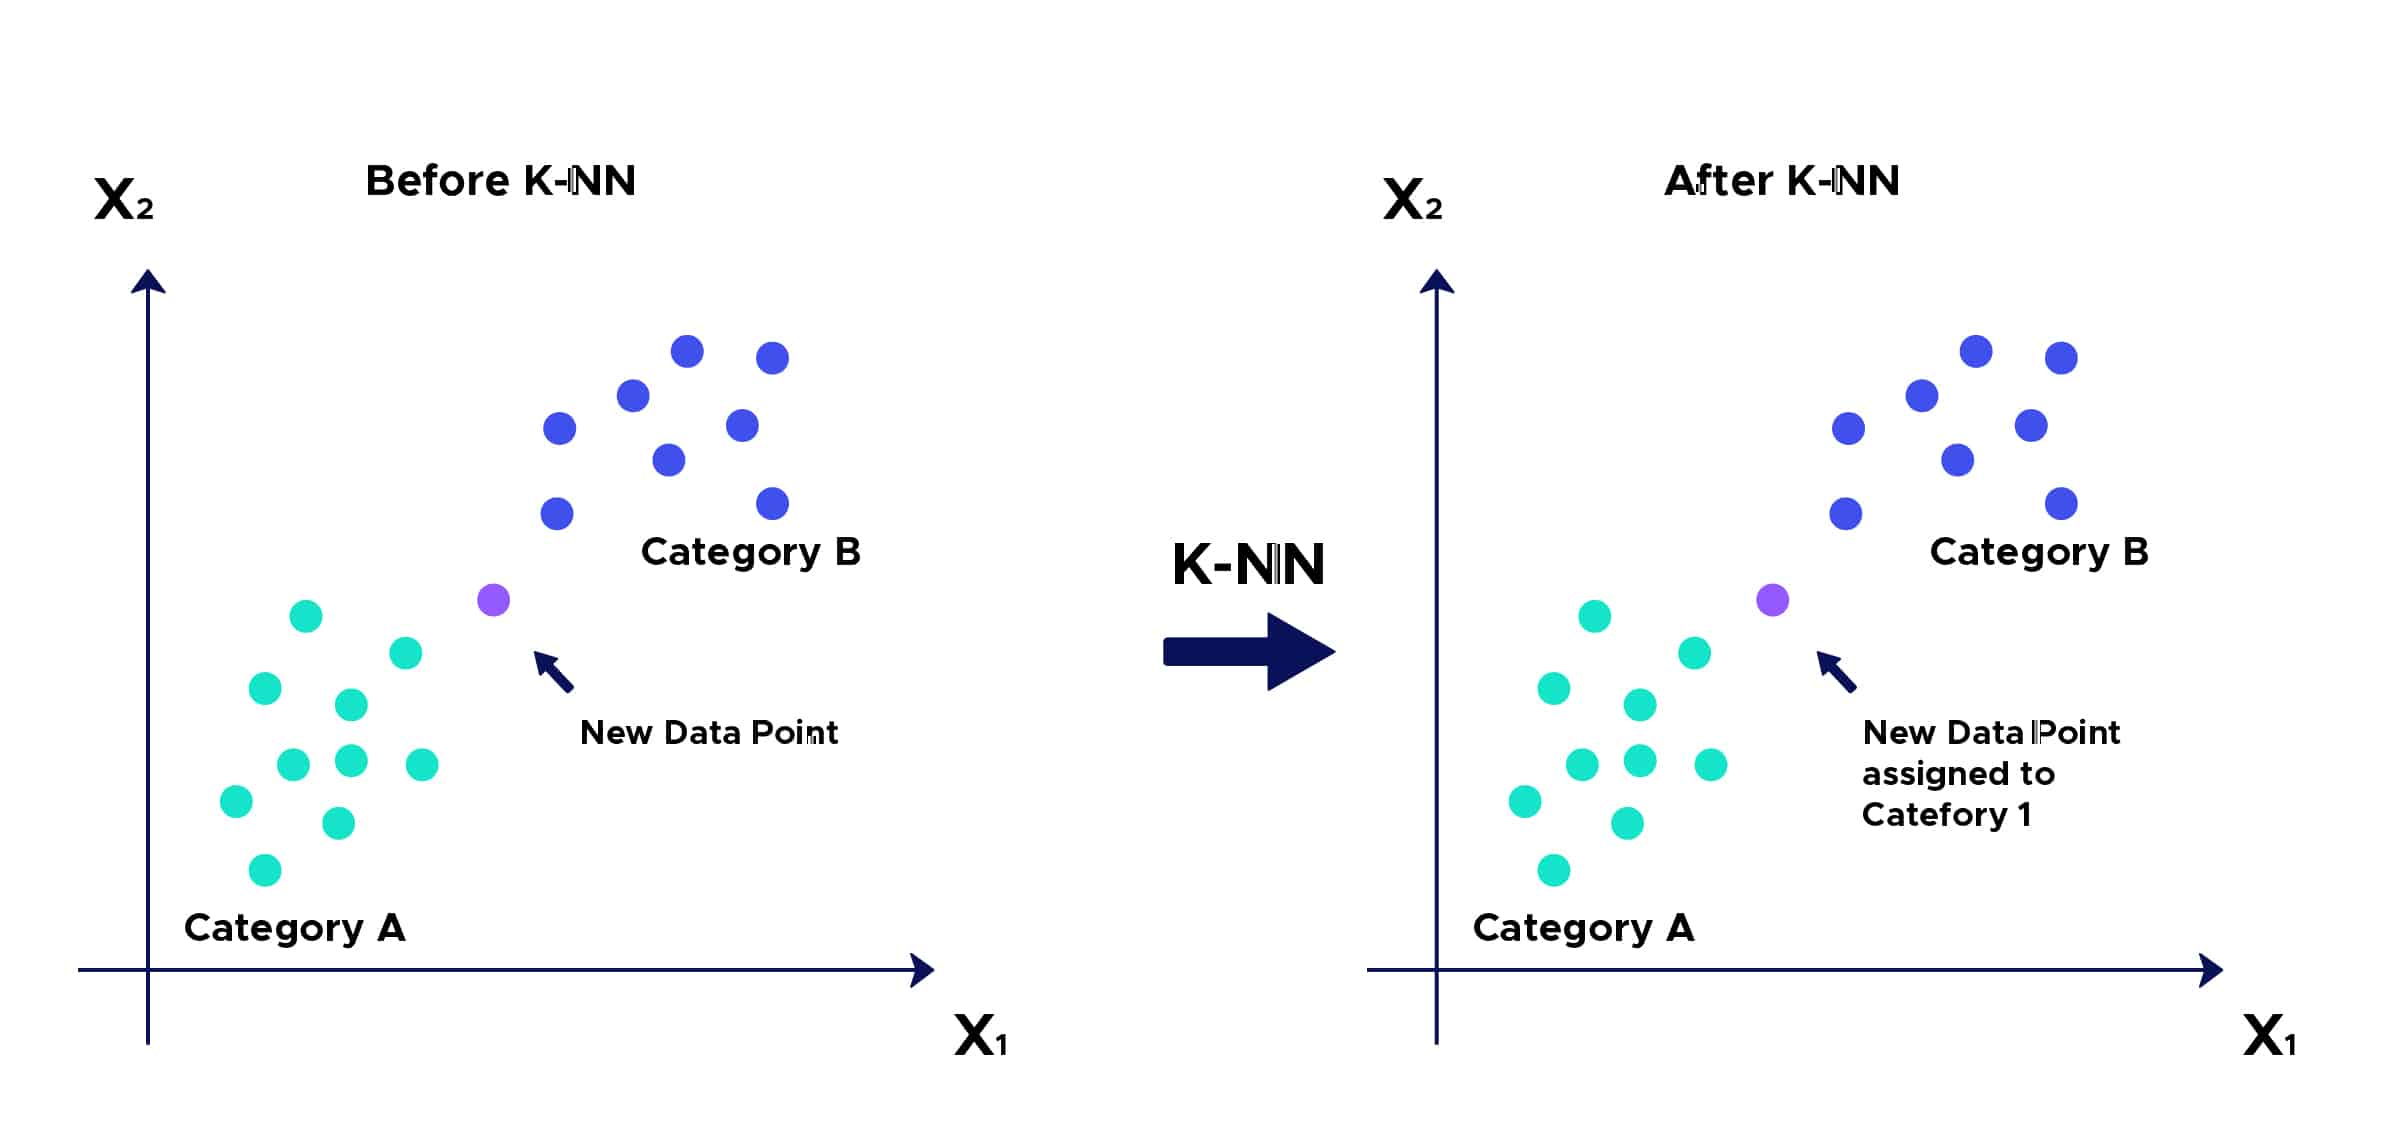 Before K-NN
X2
Category B
New Data Point
Category A
X1
K-NN
After K-NN
X2
Category B
New Data Point
assigned to
Catefory 1
Category A
X1